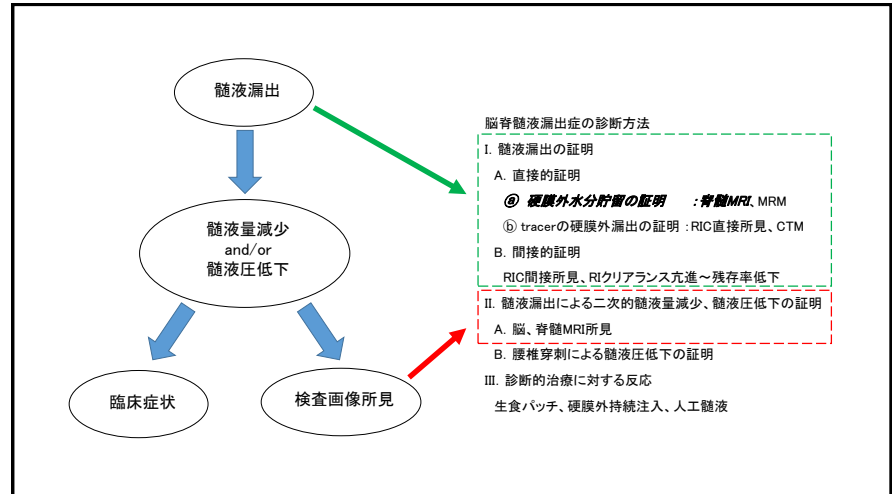 髄液漏出
髄液量減少
and/or
髄液圧低下
臨床症状
検査画像所見
脳脊髄液漏出症の診断方法
I. 髄液漏出の証明
A. 直接的証明
ⓐ 硬膜外水分貯留の証明 :脊髄MRI、MRM
ⓑ tracerの硬膜外漏出の証明:RIC直接所見、CTM
B. 間接的証明
RIC間接所見、RIクリアランス亢進～残存率低下
II. 髄液漏出による二次的髄液量減少、髄液圧低下の証明
A. 脳、脊髄MRI所見
B. 腰椎穿刺による髄液圧低下の証明
III. 診断的治療に対する反応
生食パッチ、硬膜外持続注入、人工髄液